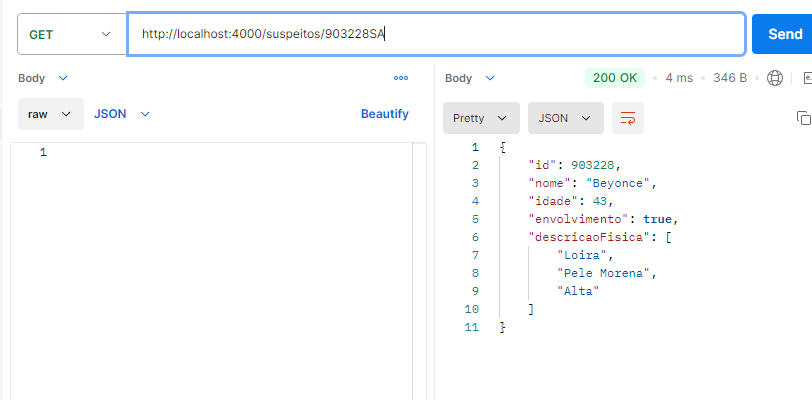 GET http://localhost:4000/suspeitos/903228SA Send
Body
raw JSON Beautify
1
Body 200 OK 4 ms 346 B
Pretty JSON
1 {
2 "id": 903228,
3 "nome": "Beyonce",
4 "idade": 43,
5 "envolvimento": true,
6 "descricaoFisica": [
7 "Loira",
8 "Pele Morena",
9 "Alta"
10 ]
11 }